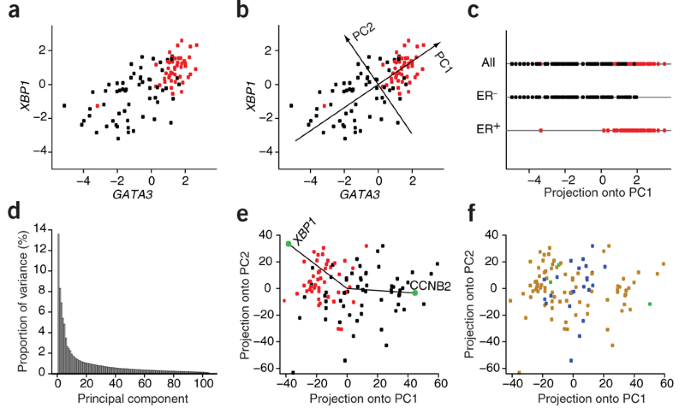 a
XBP1
2
0
−2
−4
−4 −2 0 2
GATA3
b
PC2
PC1
XBP1
2
0
−2
−4
−4 −2 0 2
GATA3
c
All
ER−
ER+
−4 −2 0 2
Projection onto PC1
d
Proportion of variance (%)
14
12
10
8
6
4
2
0
0 20 40 60 80 100
Principal component
e
XBP1
CCNB2
Projection onto PC2
40
20
0
−20
−40
−60
−40 −20 0 20 40 60
Projection onto PC1
f
Projection onto PC2
40
20
0
−20
−40
−60
−40 −20 0 20 40 60
Projection onto PC1